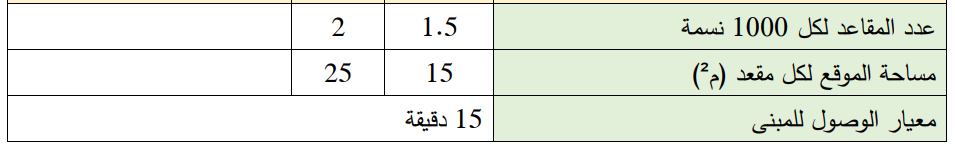 عدد المقاعد لكل 1000 نسمة 1.5 2
مساحة الموقع لكل مقعد (م²) 15 25
معيار الوصول للمبنى 15 دقيقة